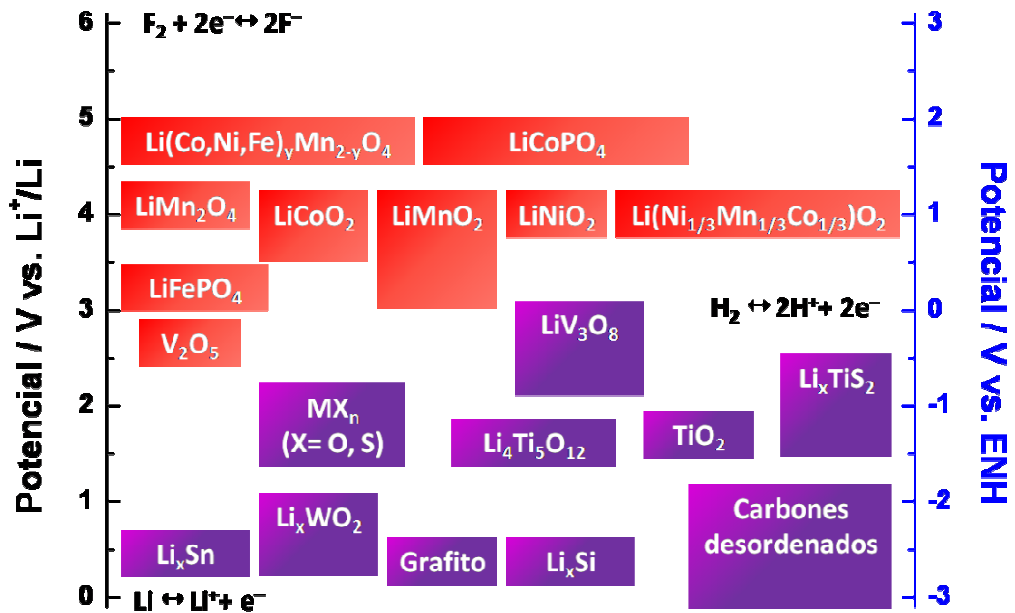 F₂ + 2e⁻ ↔ 2F⁻
Potencial / V vs. Li⁺/Li
6
5
4
3
2
1
0
Potencial / V vs. ENH
3
2
1
0
-1
-2
-3
Li(Co,Ni,Fe)ᵧMn₂₋ᵧO₄
LiCoPO₄
LiMn₂O₄
LiCoO₂
LiMnO₂
LiNiO₂
Li(Ni₁/₃Mn₁/₃Co₁/₃)O₂
LiFePO₄
H₂ ↔ 2H⁺+ 2e⁻
V₂O₅
LiV₃O₈
LiₓTiS₂
MXₙ
(X= O, S)
Li₄Ti₅O₁₂
TiO₂
LiₓWO₂
Carbones
desordenados
LiₓSn
Grafito
LiₓSi
Li ↔ Li⁺+ e⁻